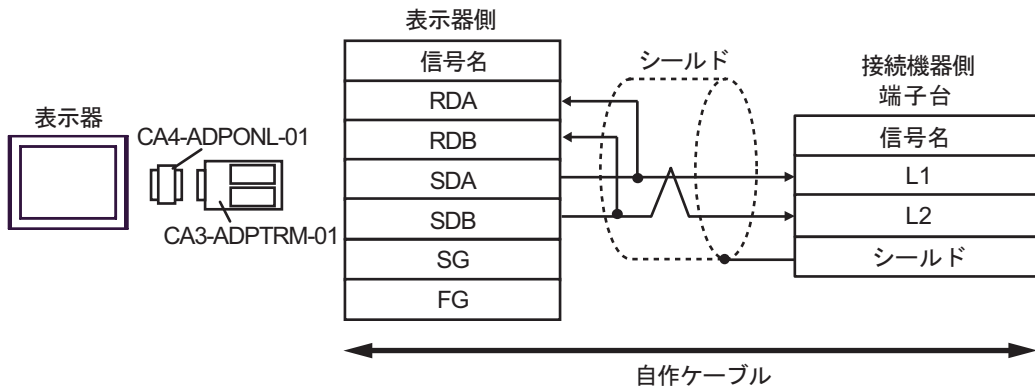 表示器
CA4-ADPONL-01
CA3-ADPTRM-01
表示器側
信号名
RDA
RDB
SDA
SDB
SG
FG
シールド
接続機器側
端子台
信号名
L1
L2
シールド
自作ケーブル